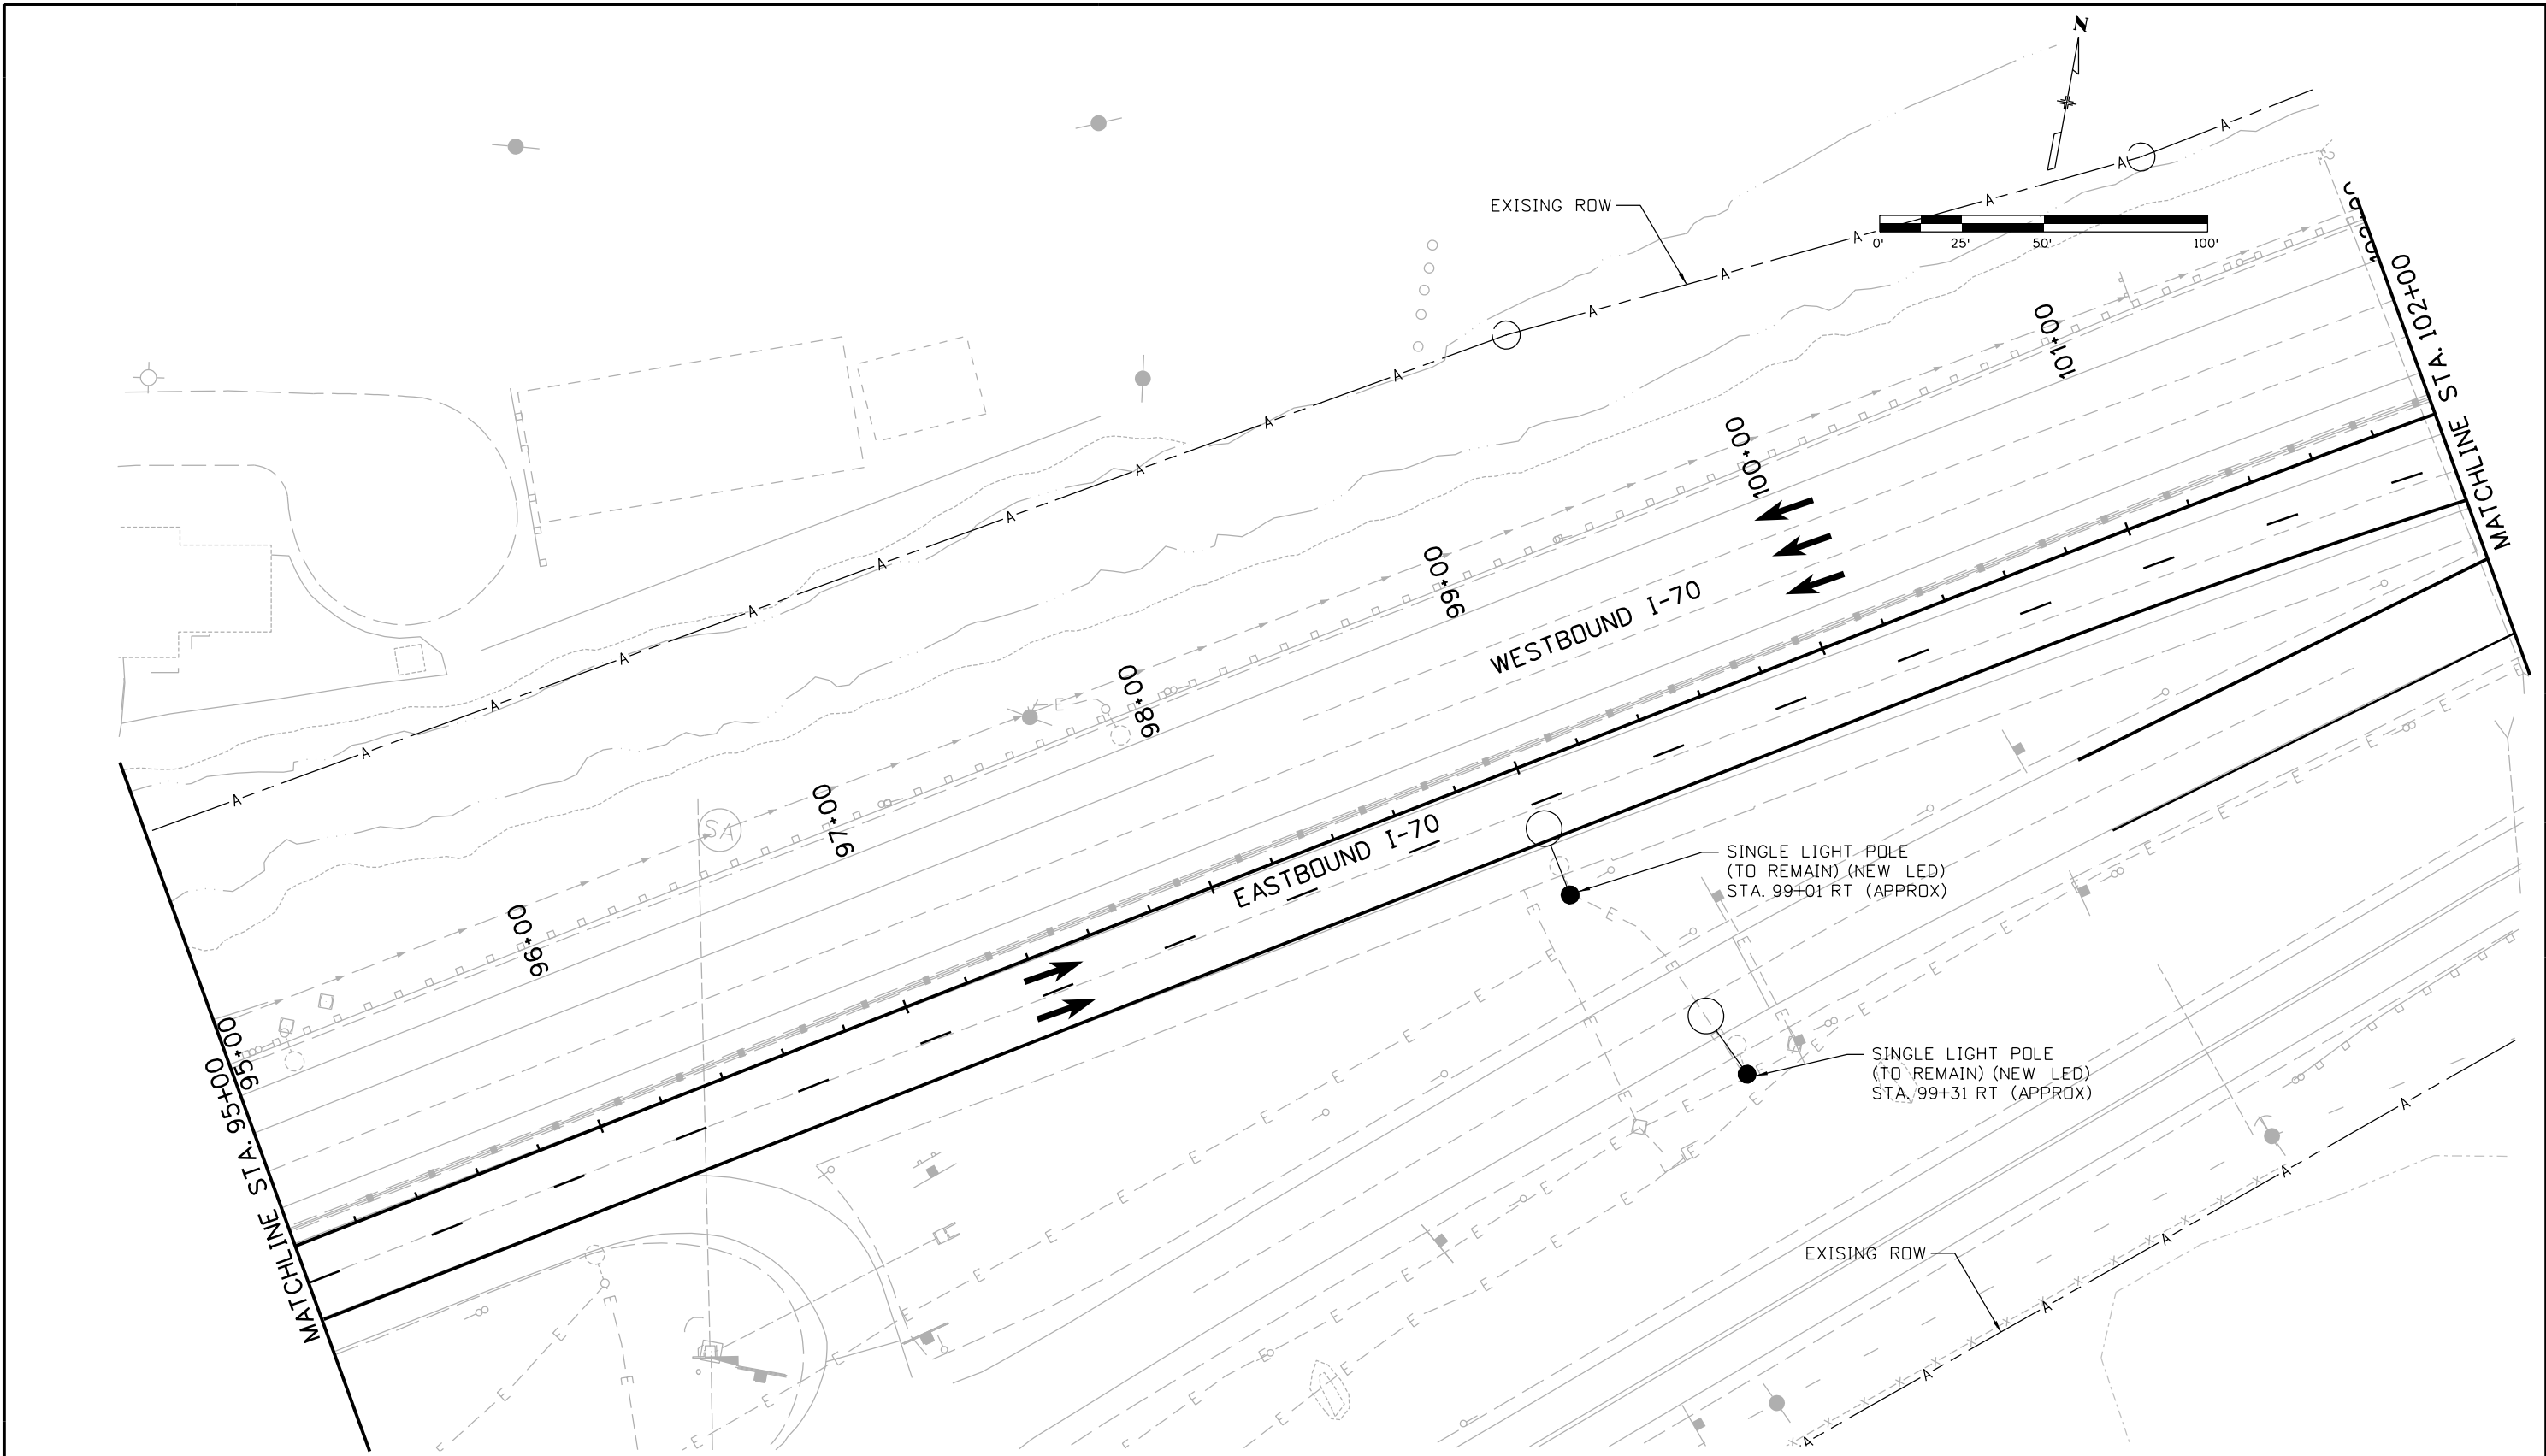 N
EXISING ROW
0' 25' 50' 100'
102+00
MATCHLINE STA. 102+00
101+00
100+00
99+00
98+00
97+00
96+00
95+00
MATCHLINE STA. 95+00
WESTBOUND I-70
EASTBOUND I-70
SA
SINGLE LIGHT POLE
(TO REMAIN) (NEW LED)
STA. 99+01 RT (APPROX)
SINGLE LIGHT POLE
(TO REMAIN) (NEW LED)
STA. 99+31 RT (APPROX)
EXISING ROW